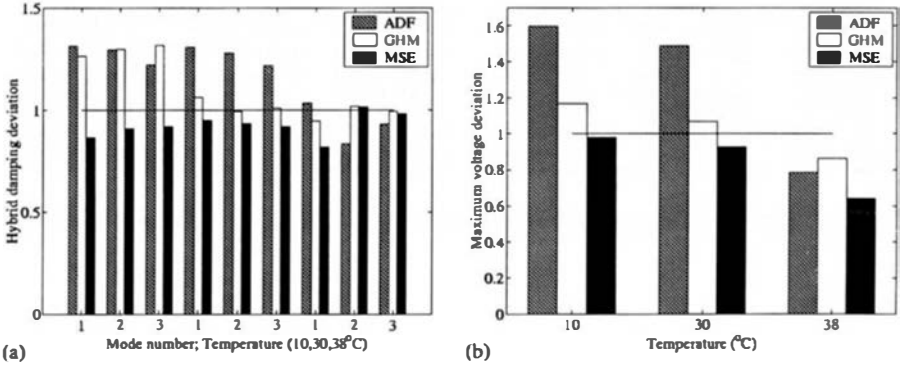 1.5
1
0.5
Hybrid damping deviation
ADF
GHM
MSE
1 2 3 1 2 3 1 2 3
Mode number; Temperature (10,30,38°C)
(a)
1.6
1.4
1.2
1
0.8
0.6
0.4
0.2
0
Maximum voltage deviation
ADF
GHM
MSE
10 30 38
Temperature (°C)
(b)